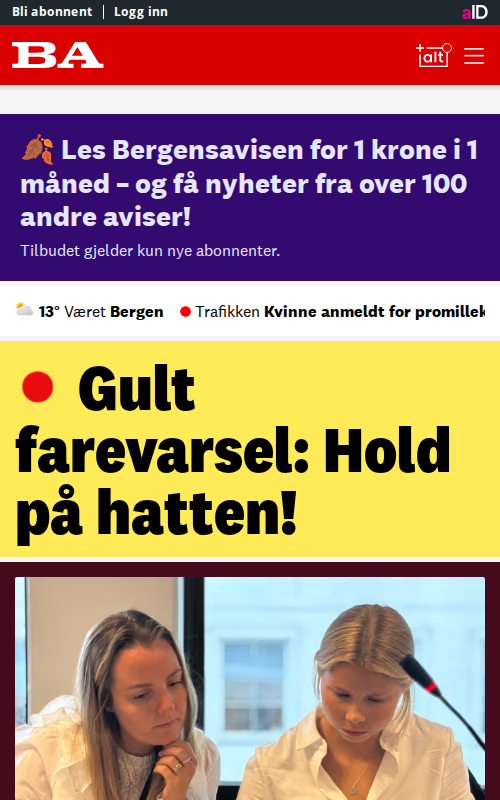 Bli abonnent Logg inn aID
BA +alt
Les Bergensavisen for 1 krone i 1
måned – og få nyheter fra over 100
andre aviser!
Tilbudet gjelder kun nye abonnenter.
13° Været Bergen Trafikken Kvinne anmeldt for promillek
Gult
farevarsel: Hold
på hatten!